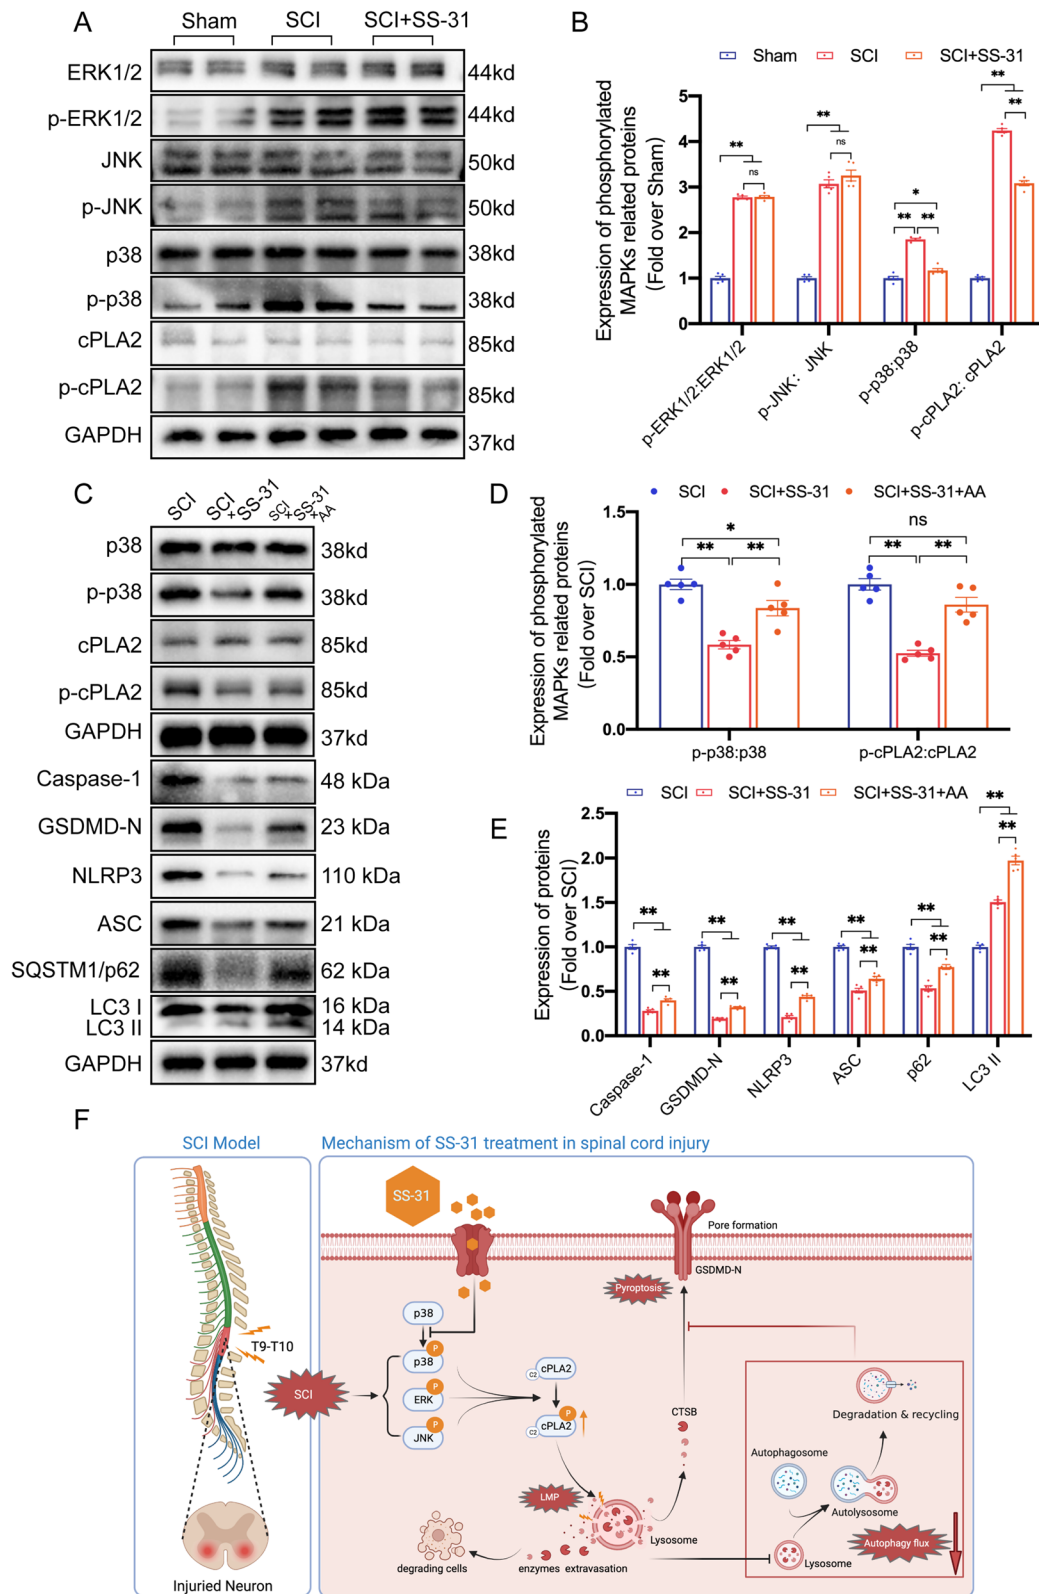 A
Sham SCI SCI+SS-31
ERK1/2 44kd
p-ERK1/2 44kd
JNK 50kd
p-JNK 50kd
p38 38kd
p-p38 38kd
cPLA2 85kd
p-cPLA2 85kd
GAPDH 37kd
B
Sham SCI SCI+SS-31
Expression of phosphorylated
MAPKs related proteins
(Fold over Sham)
5
4
3
2
1
0
** ns
** ns
* ** **
** **
p-ERK1/2:ERK1/2
p-JNK: JNK
p-p38:p38
p-cPLA2: cPLA2
C
SCI
SCI
+SS-31
SCI
+SS-31
+AA
p38 38kd
p-p38 38kd
cPLA2 85kd
p-cPLA2 85kd
GAPDH 37kd
Caspase-1 48 kDa
GSDMD-N 23 kDa
NLRP3 110 kDa
ASC 21 kDa
SQSTM1/p62 62 kDa
LC3 I 16 kDa
LC3 II 14 kDa
GAPDH 37kd
D
SCI SCI+SS-31 SCI+SS-31+AA
Expression of phosphorylated
MAPKs related proteins
(Fold over SCI)
1.5
1.0
0.5
0.0
* ** **
ns ** **
p-p38:p38
p-cPLA2:cPLA2
E
SCI SCI+SS-31 SCI+SS-31+AA
Expression of proteins
(Fold over SCI)
2.5
2.0
1.5
1.0
0.5
0.0
** **
** **
** **
** **
** **
** **
Caspase-1
GSDMD-N
NLRP3
ASC
p62
LC3 II
F
SCI Model
Mechanism of SS-31 treatment in spinal cord injury
SS-31
Pore formation
GSDMD-N
Pyroptosis
T9-T10
SCI
p38
P
p38
P
ERK
P
JNK
C2 cPLA2
P
C2 cPLA2
CTSB
LMP
Lysosome
enzymes extravasation
degrading cells
Degradation & recycling
Autophagosome
Autolysosome
Lysosome
Autophagy flux
Injuried Neuron